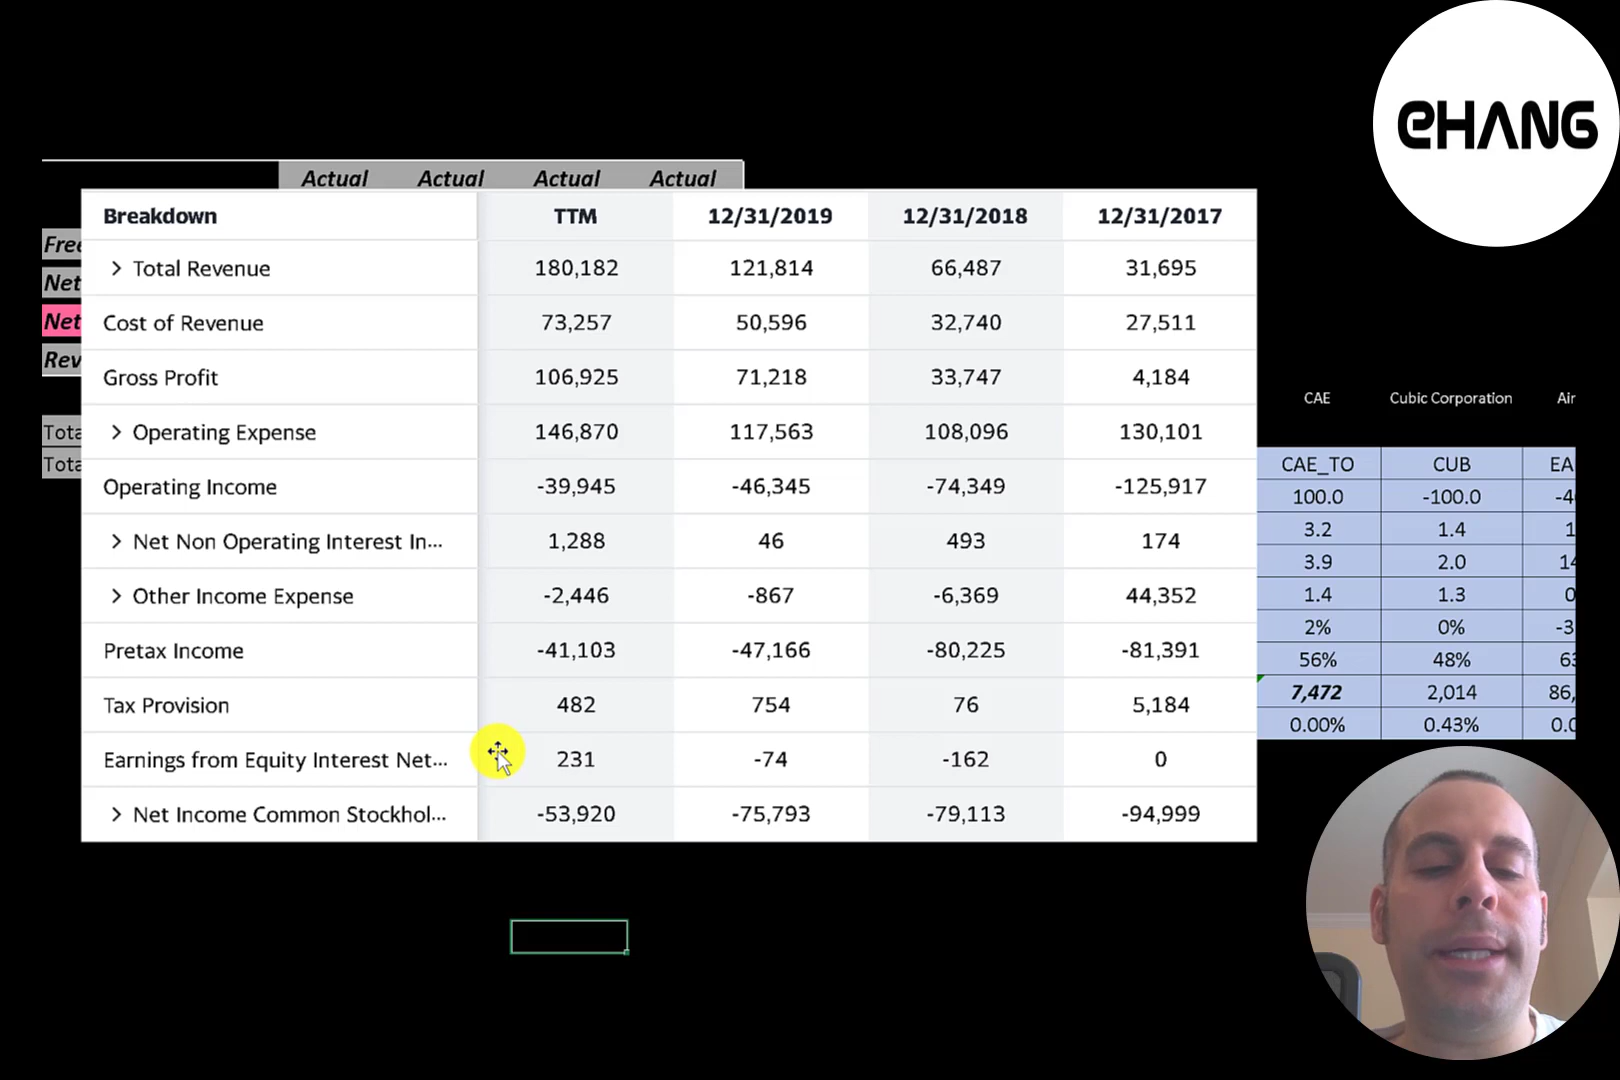 eHANG
Actual Actual Actual Actual
Breakdown TTM 12/31/2019 12/31/2018 12/31/2017
Total Revenue 180,182 121,814 66,487 31,695
Cost of Revenue 73,257 50,596 32,740 27,511
Gross Profit 106,925 71,218 33,747 4,184
Operating Expense 146,870 117,563 108,096 130,101
Operating Income -39,945 -46,345 -74,349 -125,917
Net Non Operating Interest In... 1,288 46 493 174
Other Income Expense -2,446 -867 -6,369 44,352
Pretax Income -41,103 -47,166 -80,225 -81,391
Tax Provision 482 754 76 5,184
Earnings from Equity Interest Net... 231 -74 -162 0
Net Income Common Stockhol... -53,920 -75,793 -79,113 -94,999
Net
Net
CAE Cubic Corporation Air
CAE_TO CUB EA
100.0 -100.0
3.2 1.4
3.9 2.0
1.4 1.3
2% 0%
56% 48%
7,472 2,014
0.00% 0.43%